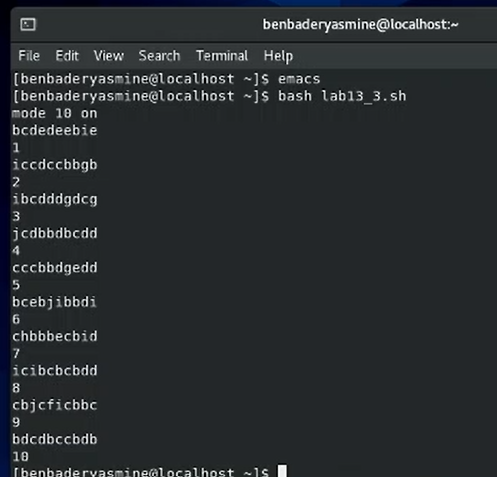 benbaderyasmine@localhost:~
File Edit View Search Terminal Help
[benbaderyasmine@localhost ~]$ emacs
[benbaderyasmine@localhost ~]$ bash lab13_3.sh
mode 10 on
bcdedeebie
1
iccdccbbgb
2
ibcdddgdcg
3
jcdbbdbcdd
4
cccbbdgedd
5
bcebjibbdi
6
chbbbecbid
7
icibcbcbdd
8
cbjcficbbc
9
bdcdbccbdb
10
[benbaderyasmine@localhost ~]$